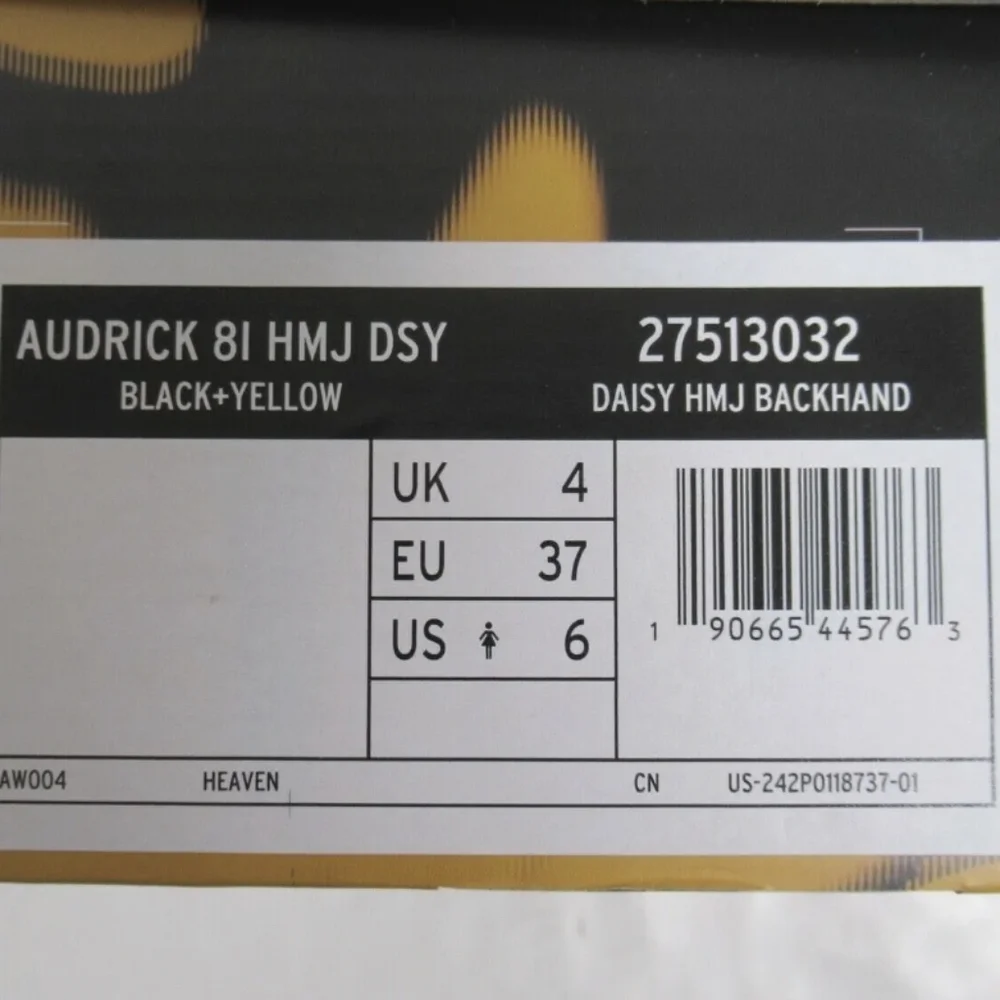 AUDRICK 8I HMJ DSY
BLACK+YELLOW
27513032
DAISY HMJ BACKHAND
UK 4
EU 37
US 6
1 90665 44576 3
AW004 HEAVEN CN US-242P0118737-01